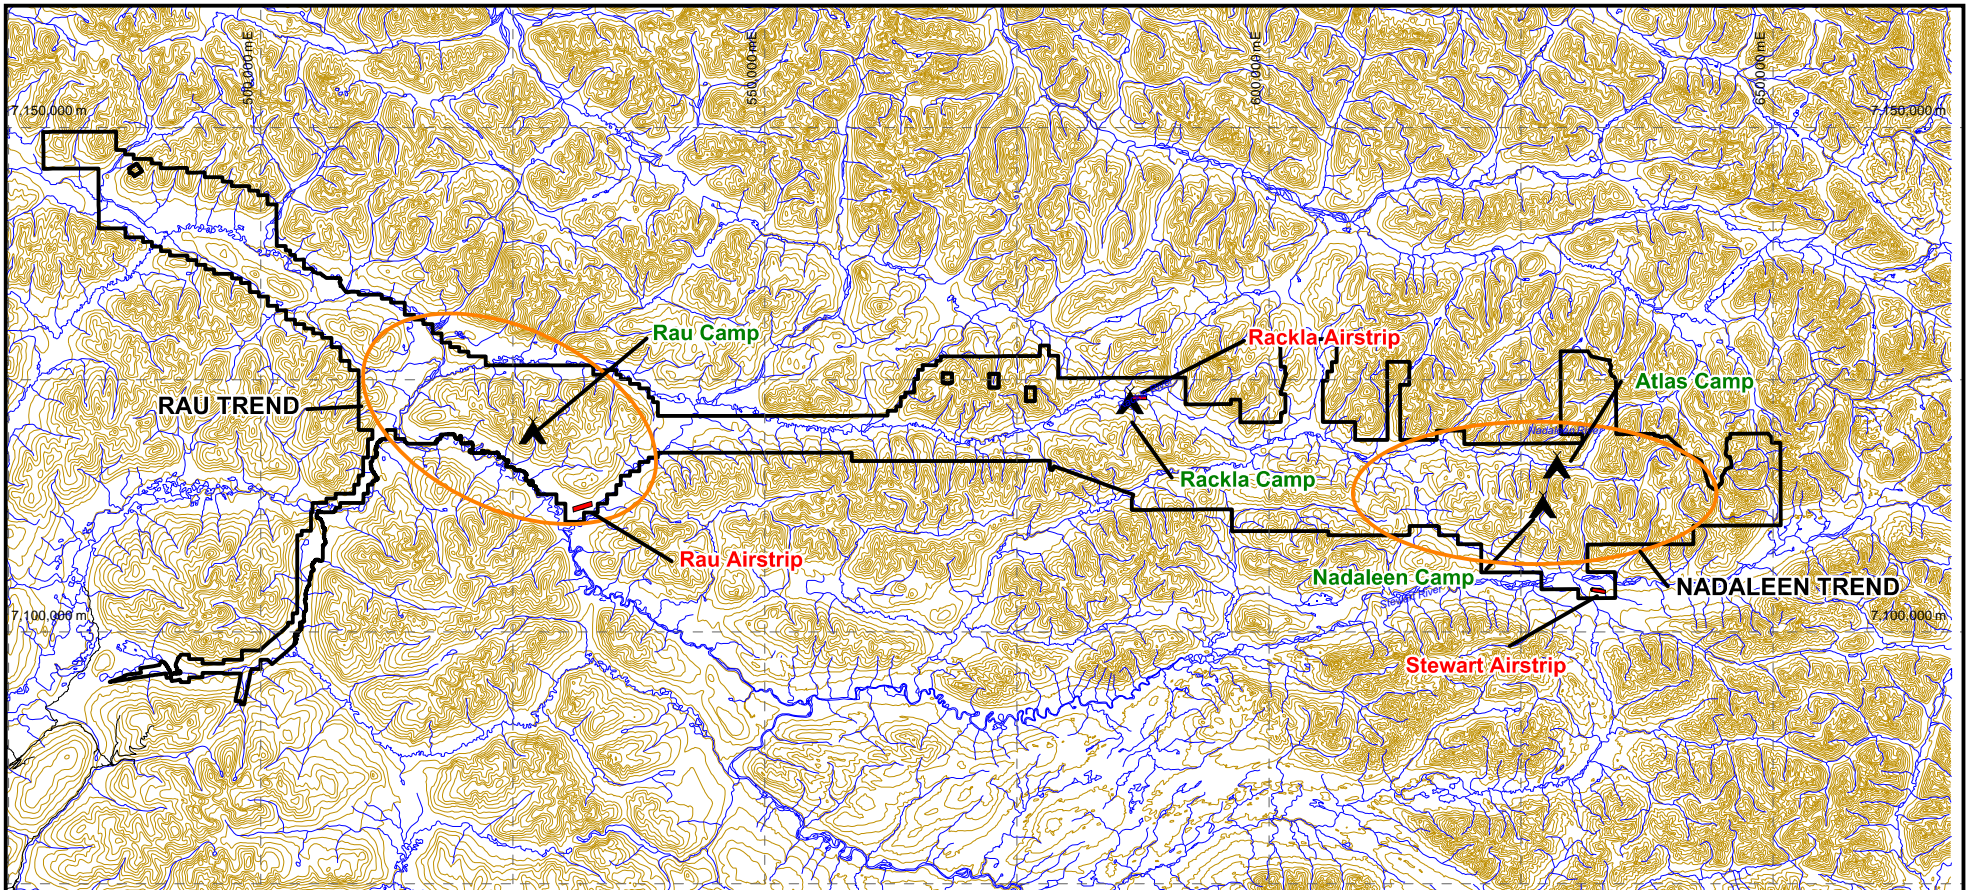 500,000 mE
550,000 mE
600,000 mE
650,000 mE
7,150,000 m
7,150,000 m
Rau Camp
Rackla Airstrip
Atlas Camp
RAU TREND
Nadaleen River
Rackla Camp
Rau Airstrip
Nadaleen Camp
NADALEEN TREND
Stewart River
7,100,000 m
7,100,000 m
Stewart Airstrip